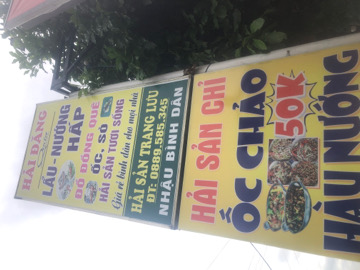 HẢI ĐĂNG
LẨU - NƯỚNG
HẤP
ĐỒ ĐỒNG QUÊ
ỐC, SÒ
HẢI SẢN TƯƠI SỐNG
Giá rẻ bình dân cho mọi nhà
HẢI SẢN TRANG LƯU
ĐT: 0889.585.345
NHẬU BÌNH DÂN
HẢI SẢN CHỈ
ỐC CHẢO
50K
HÀU NƯỚNG